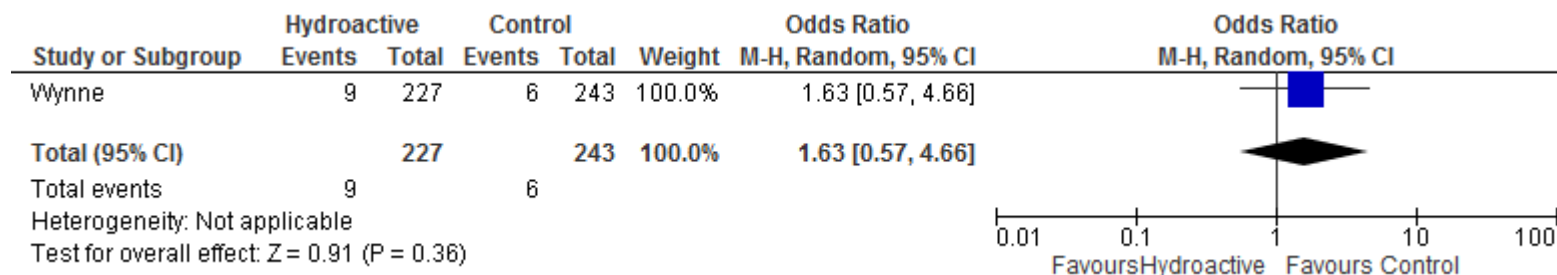 Hydroactive Control Odds Ratio Odds Ratio
Study or Subgroup Events Total Events Total Weight M-H, Random, 95% CI M-H, Random, 95% CI
Wynne 9 227 6 243 100.0% 1.63 [0.57, 4.66]
Total (95% CI) 227 243 100.0% 1.63 [0.57, 4.66]
Total events 9 6
Heterogeneity: Not applicable
Test for overall effect: Z = 0.91 (P = 0.36)
0.01 0.1 1 10 100
FavoursHydroactive Favours Control